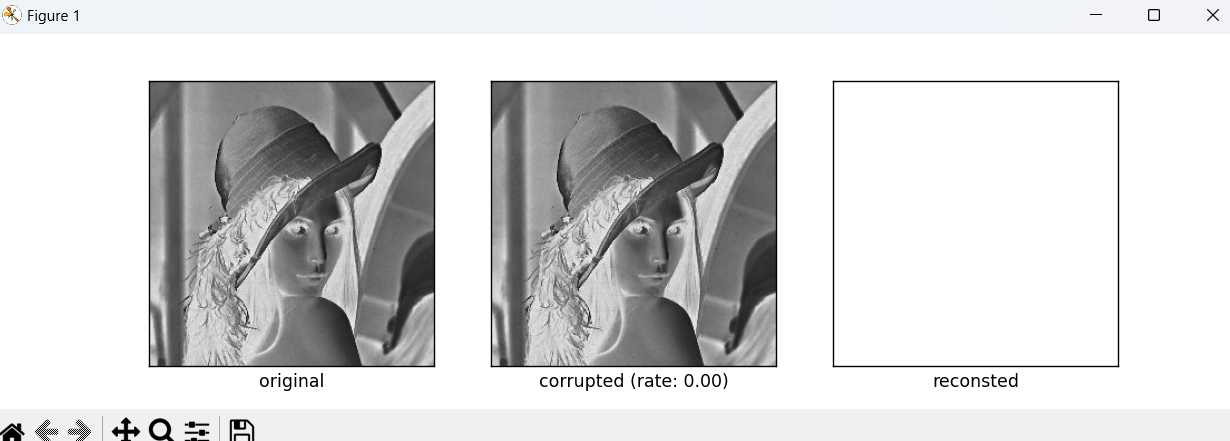 Figure 1
original
corrupted (rate: 0.00)
reconsted